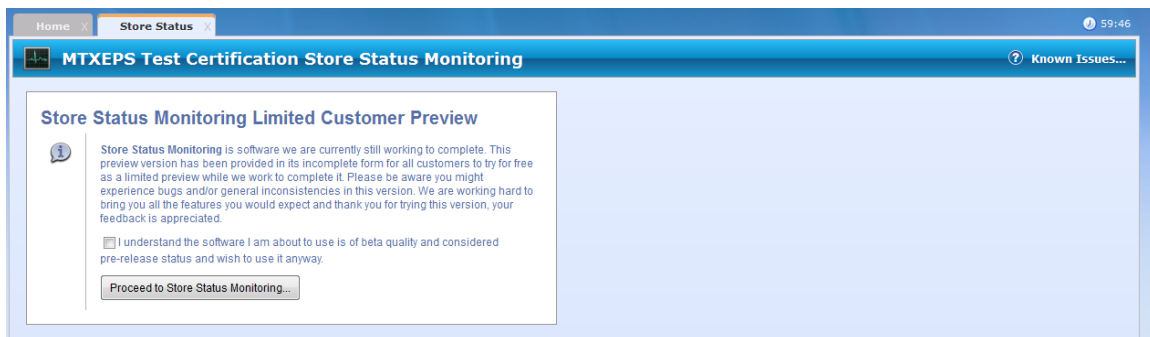 Home X Store Status X 59:46
MTXEPS Test Certification Store Status Monitoring ? Known Issues...
Store Status Monitoring Limited Customer Preview
Store Status Monitoring is software we are currently still working to complete. This
preview version has been provided in its incomplete form for all customers to try for free
as a limited preview while we work to complete it. Please be aware you might
experience bugs and/or general inconsistencies in this version. We are working hard to
bring you all the features you would expect and thank you for trying this version, your
feedback is appreciated.
I understand the software I am about to use is of beta quality and considered
pre-release status and wish to use it anyway.
Proceed to Store Status Monitoring...